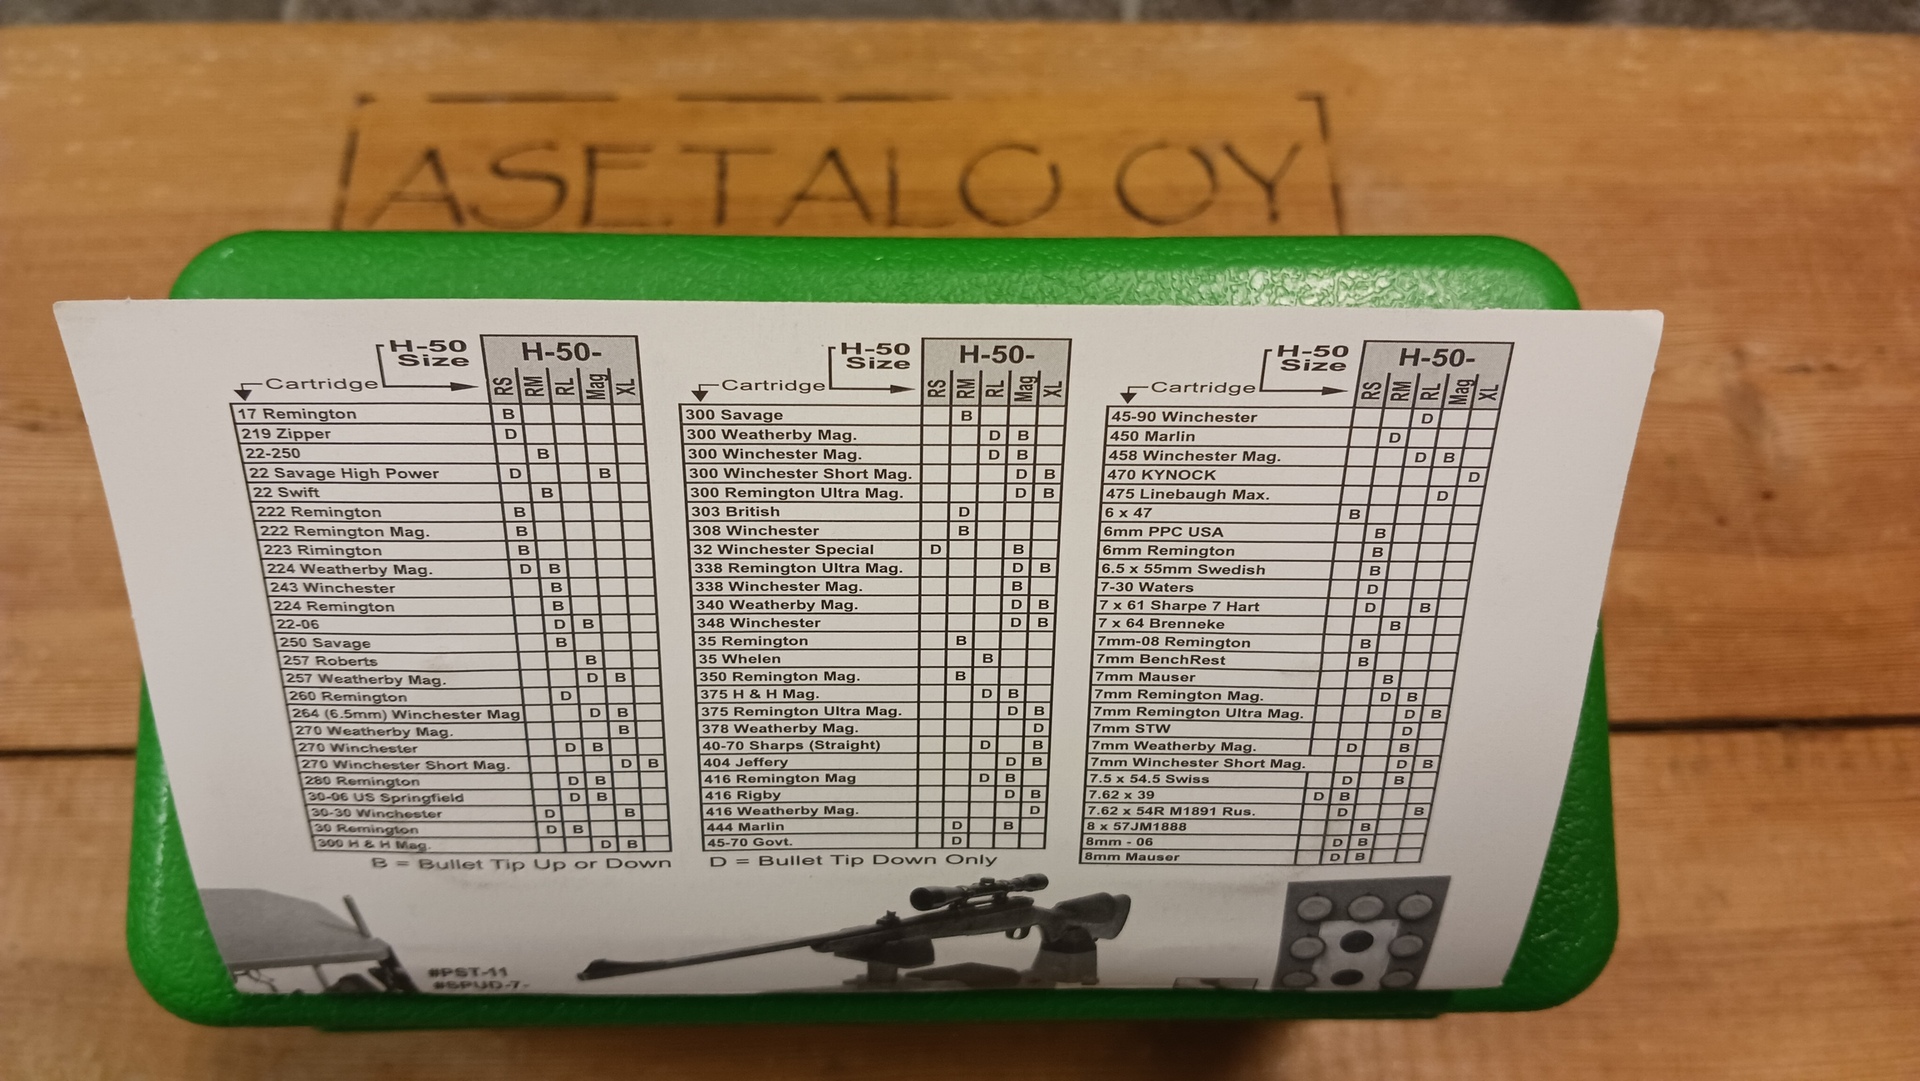 ASETALO OY
H-50 Size H-50-
Cartridge RS RM RL Mag XL
17 Remington B
219 Zipper D
22-250 B
22 Savage High Power D B
22 Swift B
222 Remington B
222 Remington Mag. B
223 Rimington B
224 Weatherby Mag. D B
243 Winchester B
224 Remington B
22-06 D B
250 Savage B
257 Roberts B
257 Weatherby Mag. D B
260 Remington D
264 (6.5mm) Winchester Mag D B
270 Weatherby Mag. B
270 Winchester D B
270 Winchester Short Mag. D B
280 Remington D B
30-06 US Springfield D B
30-30 Winchester D B
30 Remington D B
300 H & H Mag. D B
H-50 Size H-50-
Cartridge RS RM RL Mag XL
300 Savage B
300 Weatherby Mag. D B
300 Winchester Mag. D B
300 Winchester Short Mag. D B
300 Remington Ultra Mag. D B
303 British D
308 Winchester B
32 Winchester Special D B
338 Remington Ultra Mag. D B
338 Winchester Mag. B
340 Weatherby Mag. D B
348 Winchester D B
35 Remington B
35 Whelen B
350 Remington Mag. B
375 H & H Mag. D B
375 Remington Ultra Mag. D B
378 Weatherby Mag. D
40-70 Sharps (Straight) D B
404 Jeffery D B
416 Remington Mag D B
416 Rigby D B
416 Weatherby Mag. D
444 Marlin D B
45-70 Govt. D
H-50 Size H-50-
Cartridge RS RM RL Mag XL
45-90 Winchester D
450 Marlin D
458 Winchester Mag. D B
470 KYNOCK D
475 Linebaugh Max. D
6 x 47 B
6mm PPC USA B
6mm Remington B
6.5 x 55mm Swedish B
7-30 Waters D
7 x 61 Sharpe 7 Hart D B
7 x 64 Brenneke B
7mm-08 Remington B
7mm BenchRest B
7mm Mauser B
7mm Remington Mag. D B
7mm Remington Ultra Mag. D B
7mm STW D
7mm Weatherby Mag. D B
7mm Winchester Short Mag. D B
7.5 x 54.5 Swiss D B
7.62 x 39 D B
7.62 x 54R M1891 Rus. D B
8 x 57JM1888 B
8mm - 06 D B
8mm Mauser D B
B = Bullet Tip Up or Down D = Bullet Tip Down Only
#PST-11
#SPUD-7-